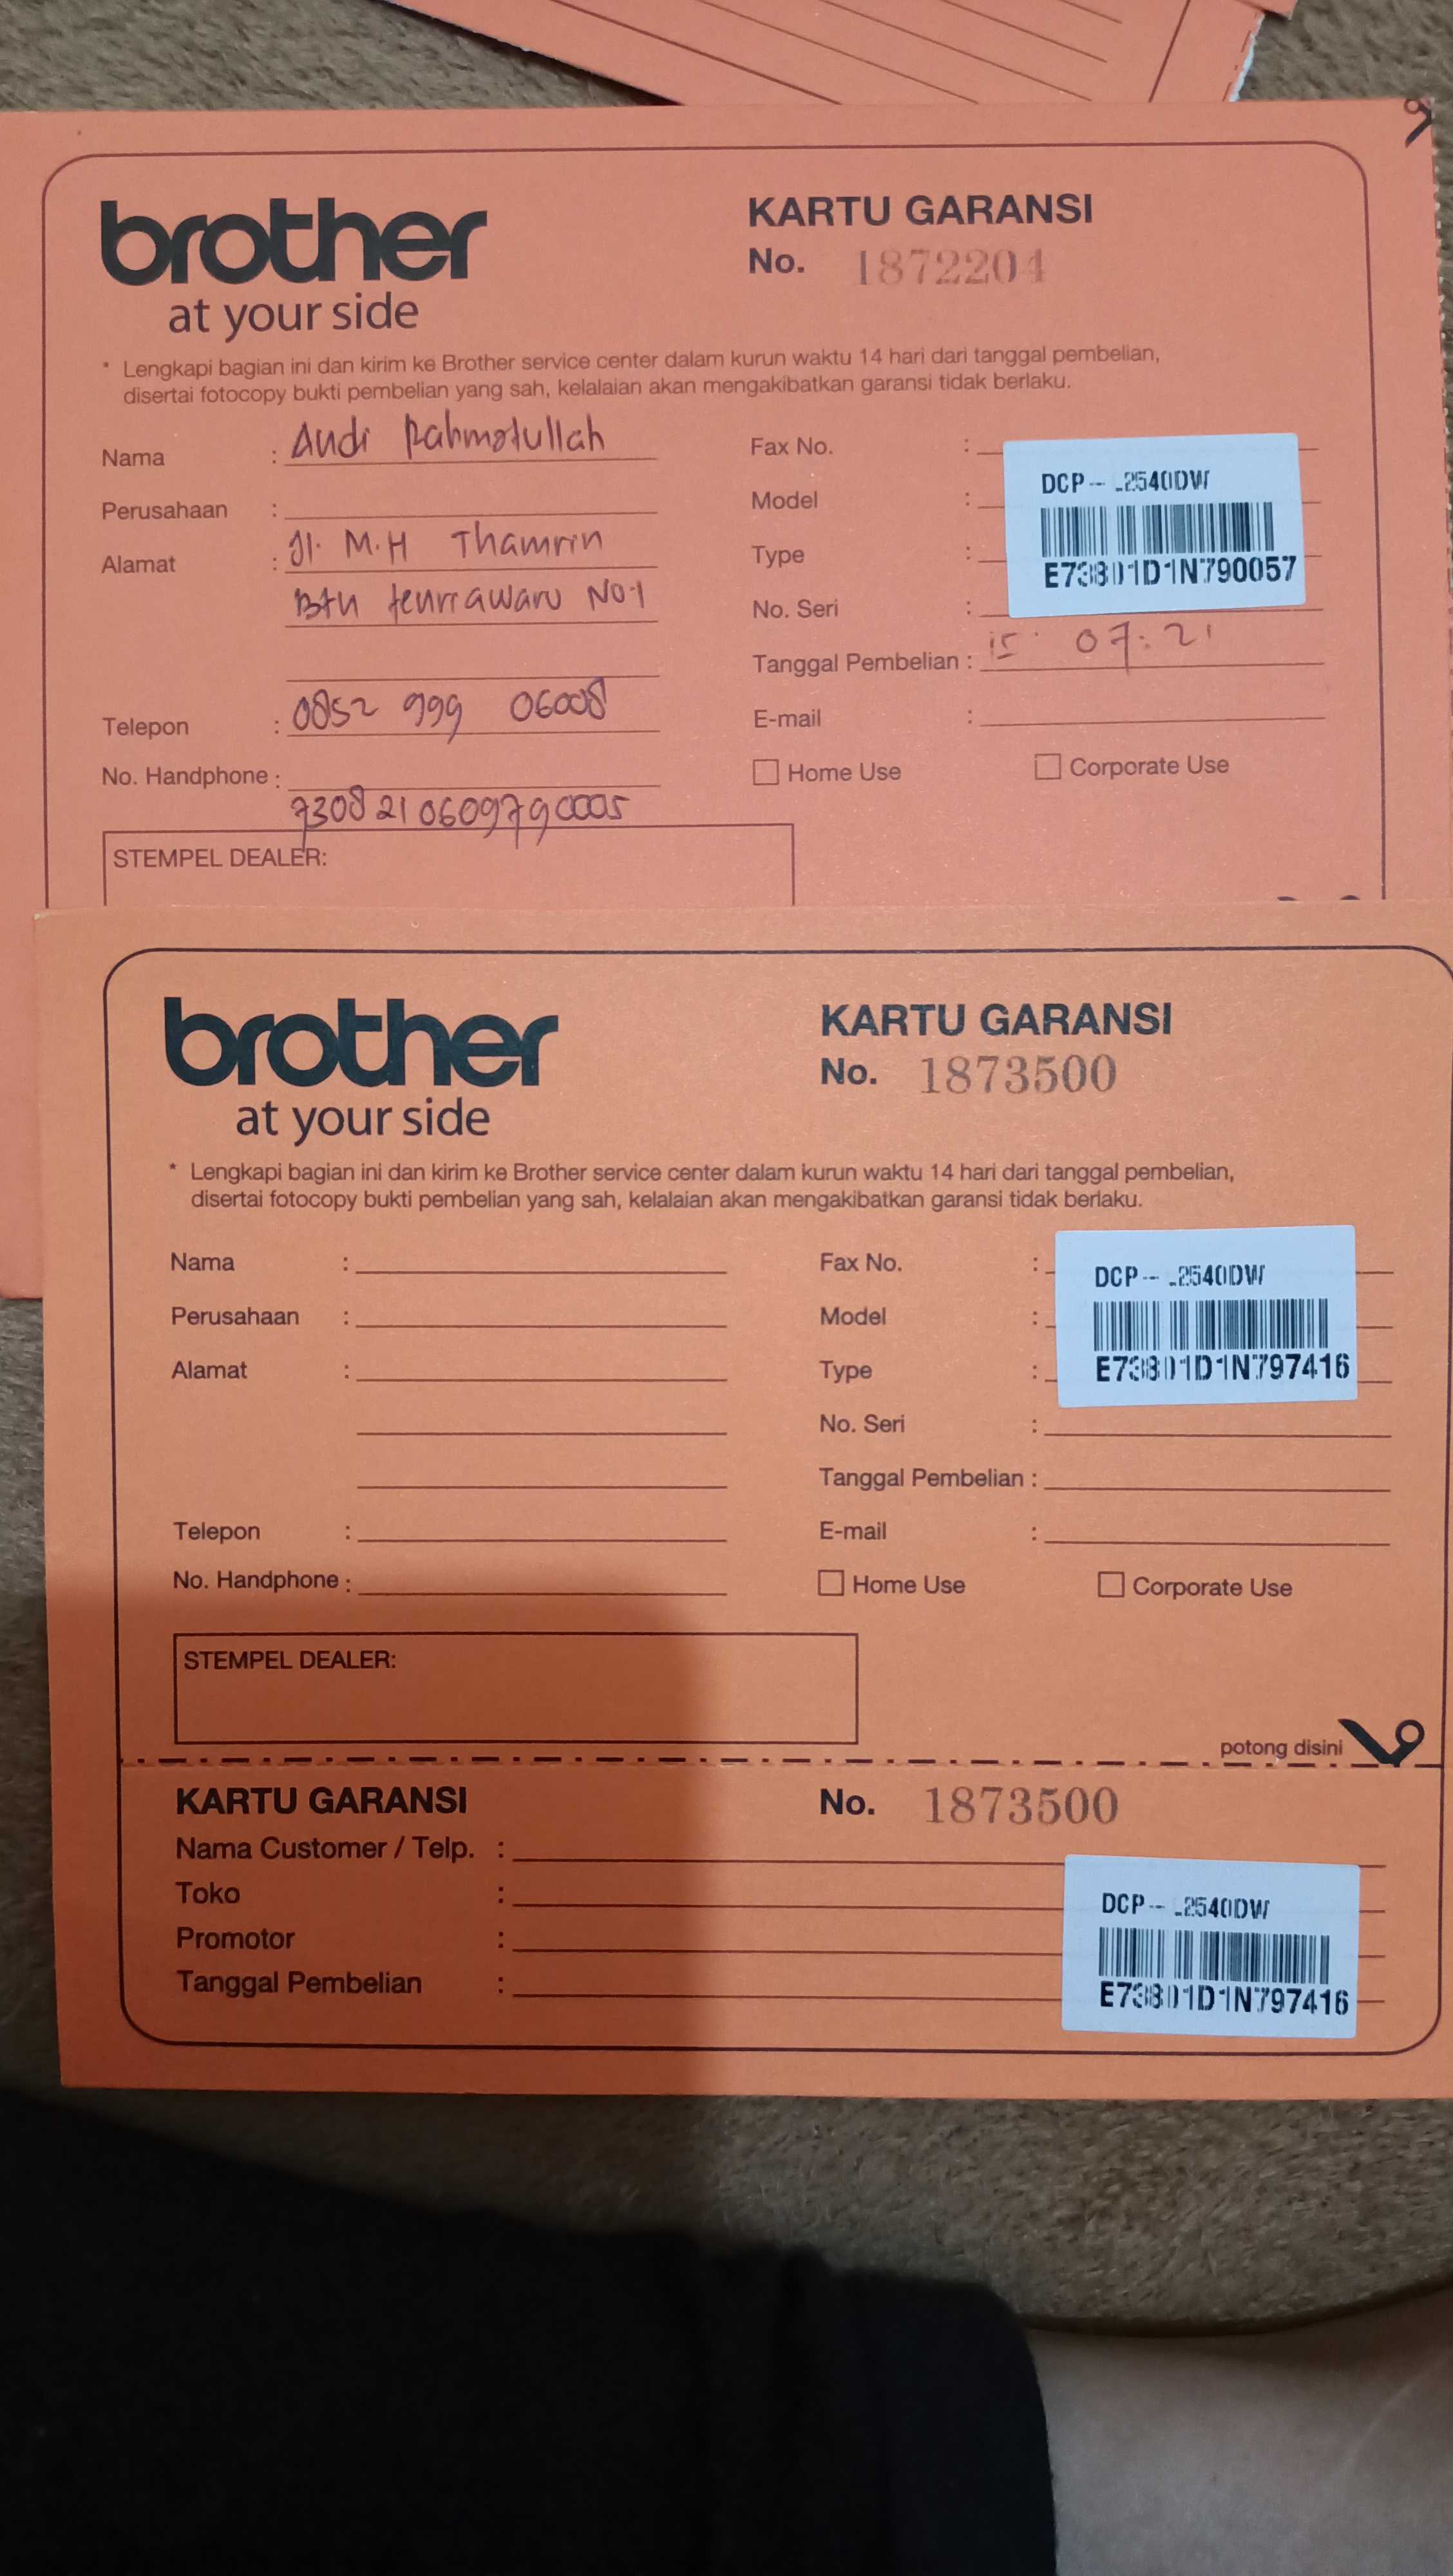 brother
at your side
KARTU GARANSI
No. 1872204
* Lengkapi bagian ini dan kirim ke Brother service center dalam kurun waktu 14 hari dari tanggal pembelian,
disertai fotocopy bukti pembelian yang sah, kelalaian akan mengakibatkan garansi tidak berlaku.
Nama : Andi Rahmatullah
Perusahaan :
Alamat : Jl. M.H Thamrin
Btn No.1
Telepon : 0852 999 06008
No. Handphone :
7308210609790005
STEMPEL DEALER:
Fax No. :
Model :
Type :
No. Seri :
DCP-L2540DW
E73801D1N790057
Tanggal Pembelian : 15 07. 21
E-mail :
Home Use
Corporate Use
brother
at your side
KARTU GARANSI
No. 1873500
* Lengkapi bagian ini dan kirim ke Brother service center dalam kurun waktu 14 hari dari tanggal pembelian,
disertai fotocopy bukti pembelian yang sah, kelalaian akan mengakibatkan garansi tidak berlaku.
Nama :
Perusahaan :
Alamat :
Telepon :
No. Handphone :
STEMPEL DEALER:
Fax No. :
Model :
Type :
DCP-L2540DW
E73801D1N797416
No. Seri :
Tanggal Pembelian :
E-mail :
Home Use
Corporate Use
potong disini
KARTU GARANSI
No. 1873500
Nama Customer / Telp. :
Toko :
Promotor :
Tanggal Pembelian :
DCP-L2540DW
E73801D1N797416